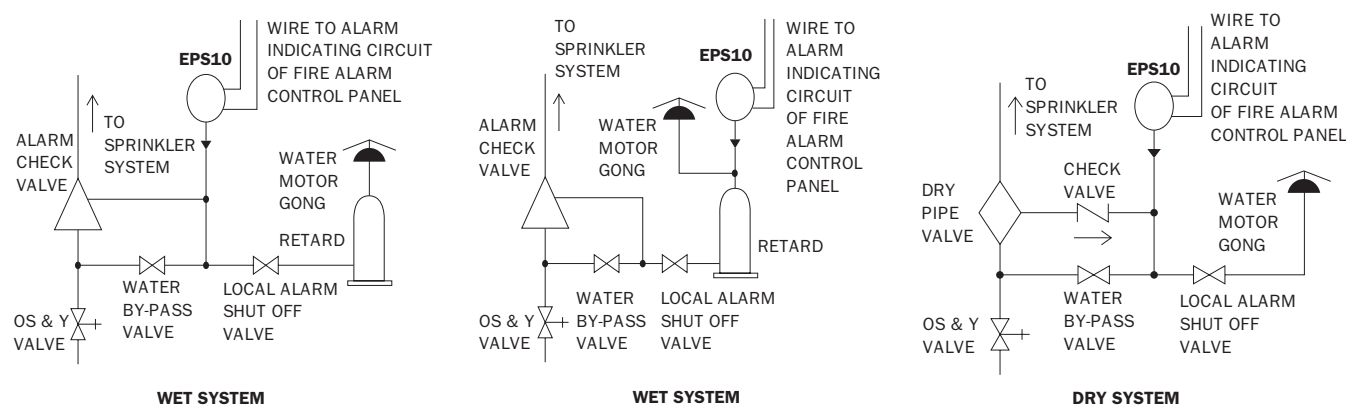 WIRE TO ALARM
INDICATING CIRCUIT
OF FIRE ALARM
CONTROL PANEL
EPS10
TO
SPRINKLER
SYSTEM
ALARM
CHECK
VALVE
WATER
MOTOR
GONG
RETARD
WATER
BY-PASS
VALVE
LOCAL ALARM
SHUT OFF
VALVE
OS & Y
VALVE
WET SYSTEM
TO
SPRINKLER
SYSTEM
EPS10
WIRE TO
ALARM
INDICATING
CIRCUIT
OF FIRE
ALARM
CONTROL
PANEL
ALARM
CHECK
VALVE
WATER
MOTOR
GONG
RETARD
WATER
BY-PASS
VALVE
LOCAL ALARM
SHUT OFF
VALVE
OS & Y
VALVE
WET SYSTEM
WIRE TO
ALARM
INDICATING
CIRCUIT
OF FIRE ALARM
CONTROL PANEL
EPS10
TO
SPRINKLER
SYSTEM
CHECK
VALVE
DRY
PIPE
VALVE
WATER
MOTOR
GONG
WATER
BY-PASS
VALVE
LOCAL ALARM
SHUT OFF
VALVE
OS & Y
VALVE
DRY SYSTEM